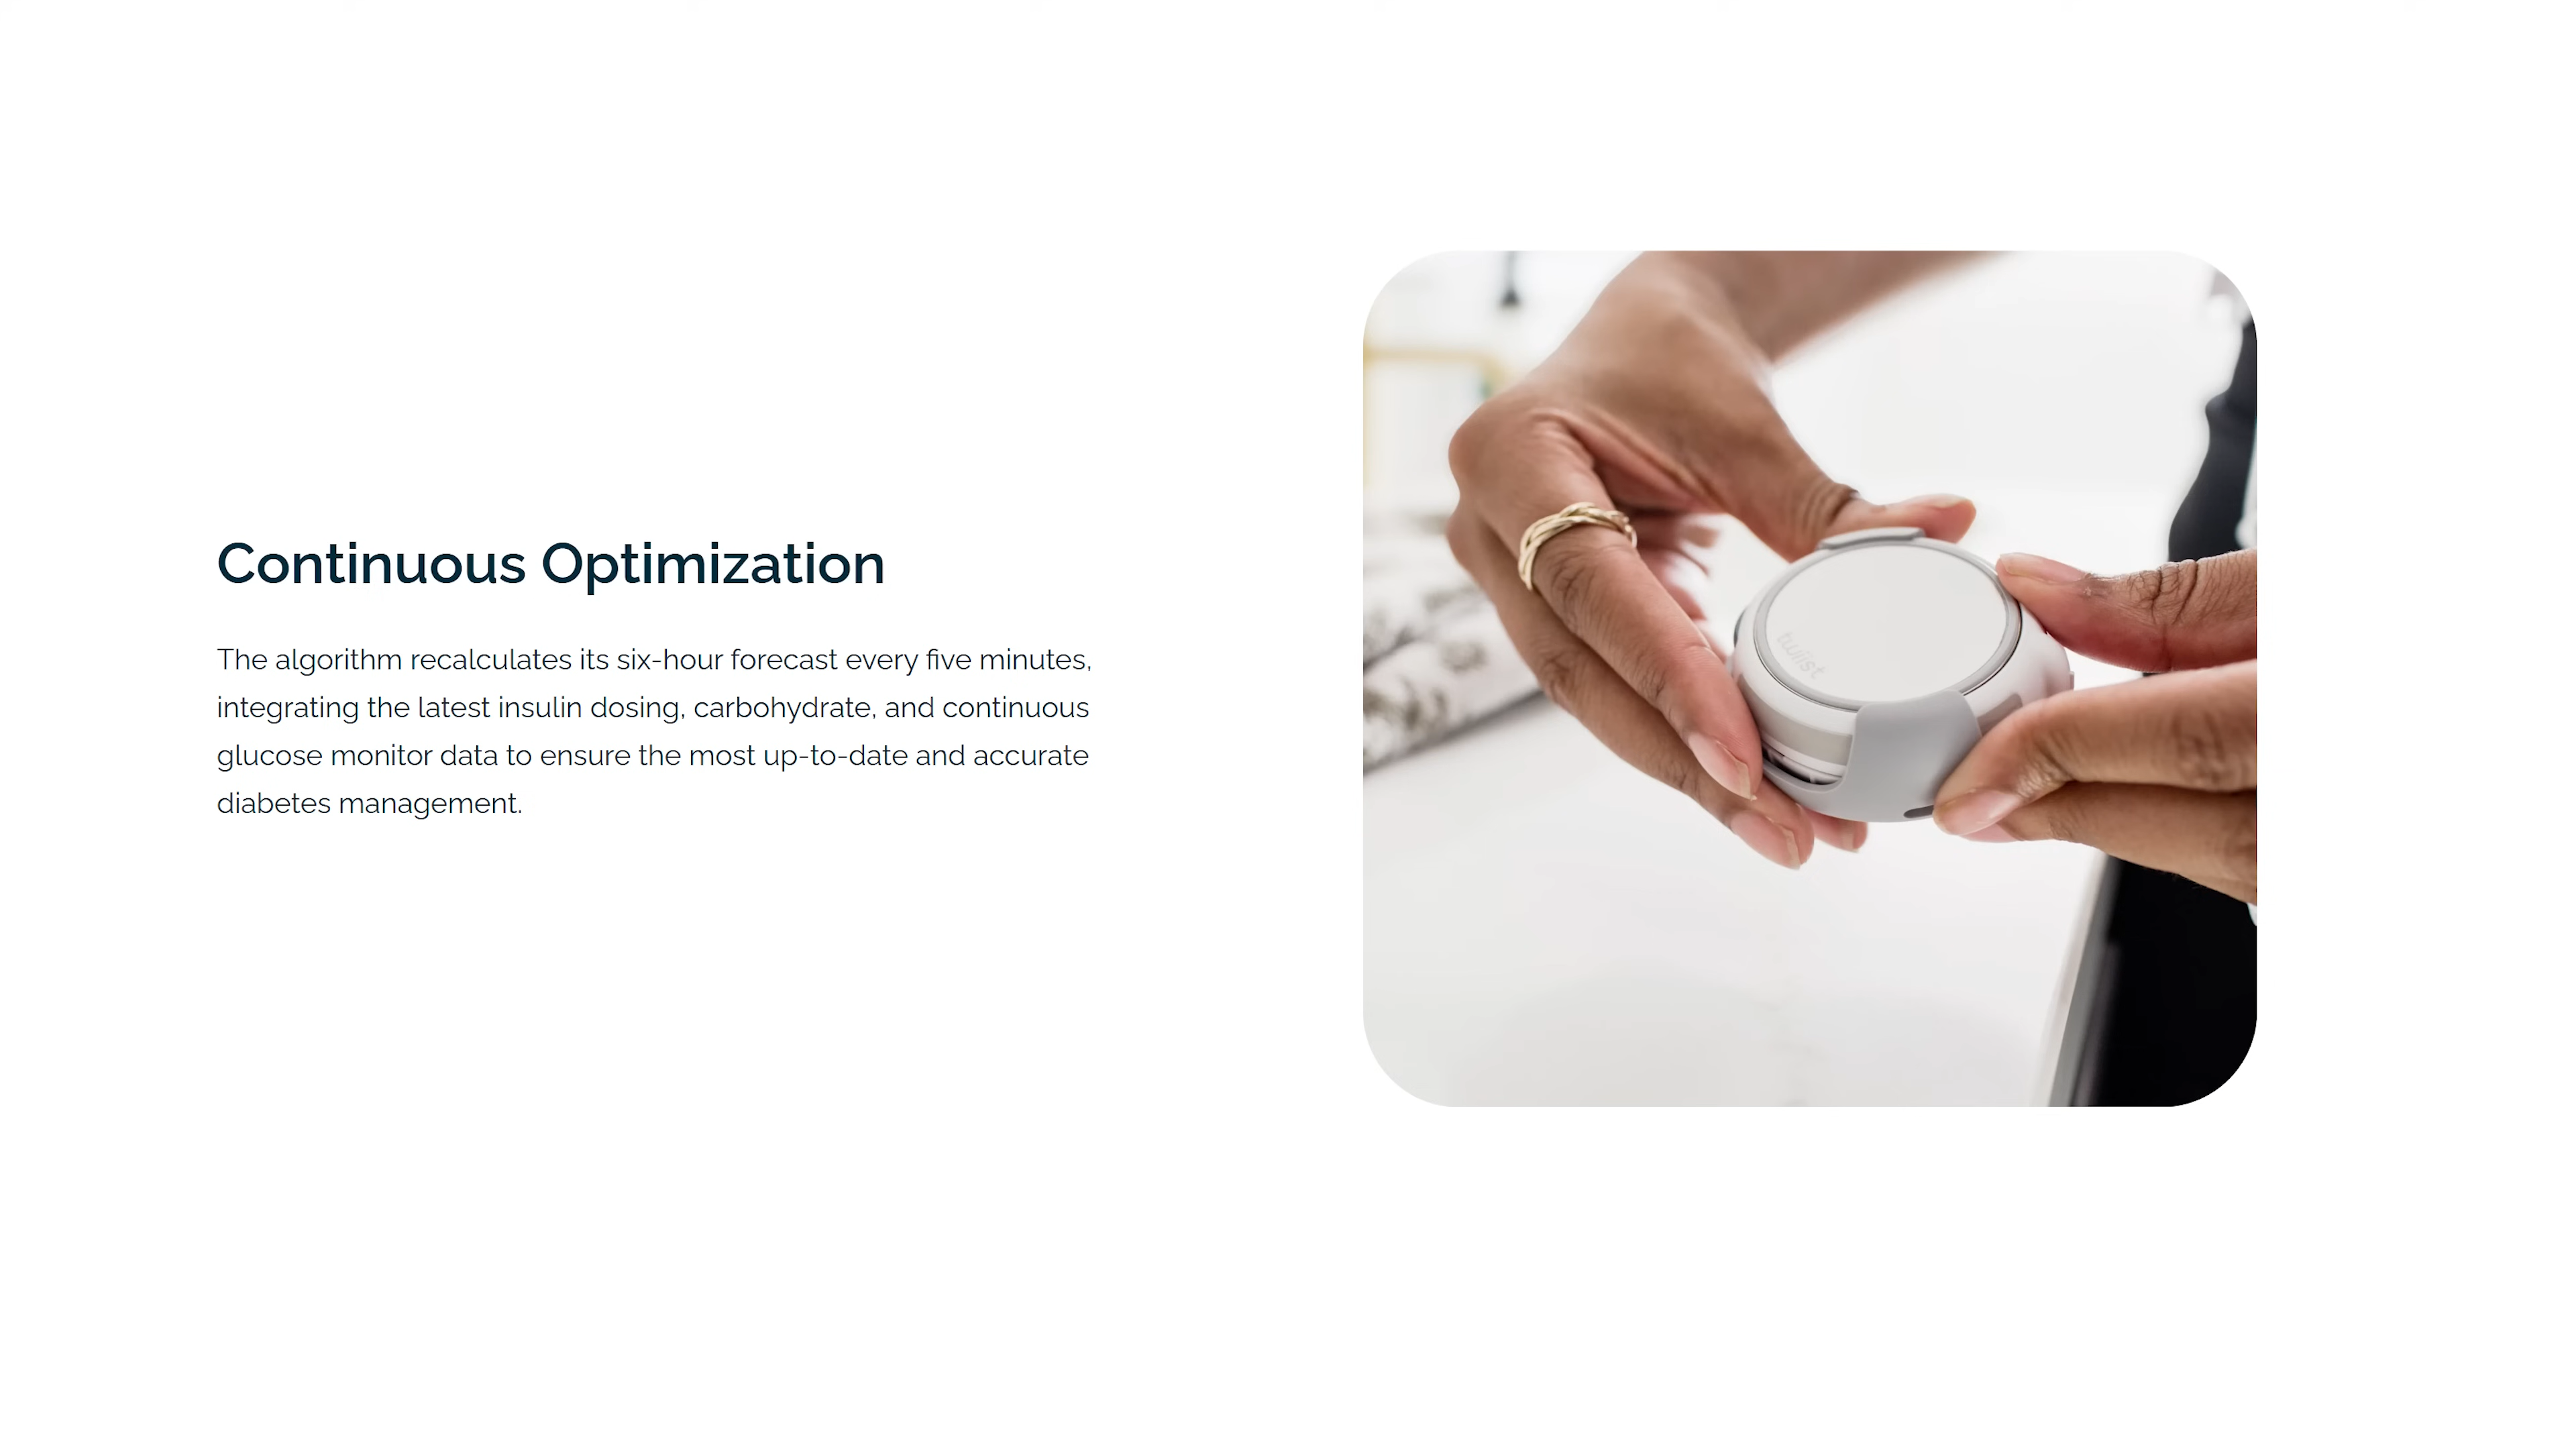 Continuous Optimization
The algorithm recalculates its six-hour forecast every five minutes,
integrating the latest insulin dosing, carbohydrate, and continuous
glucose monitor data to ensure the most up-to-date and accurate
diabetes management.
twiist